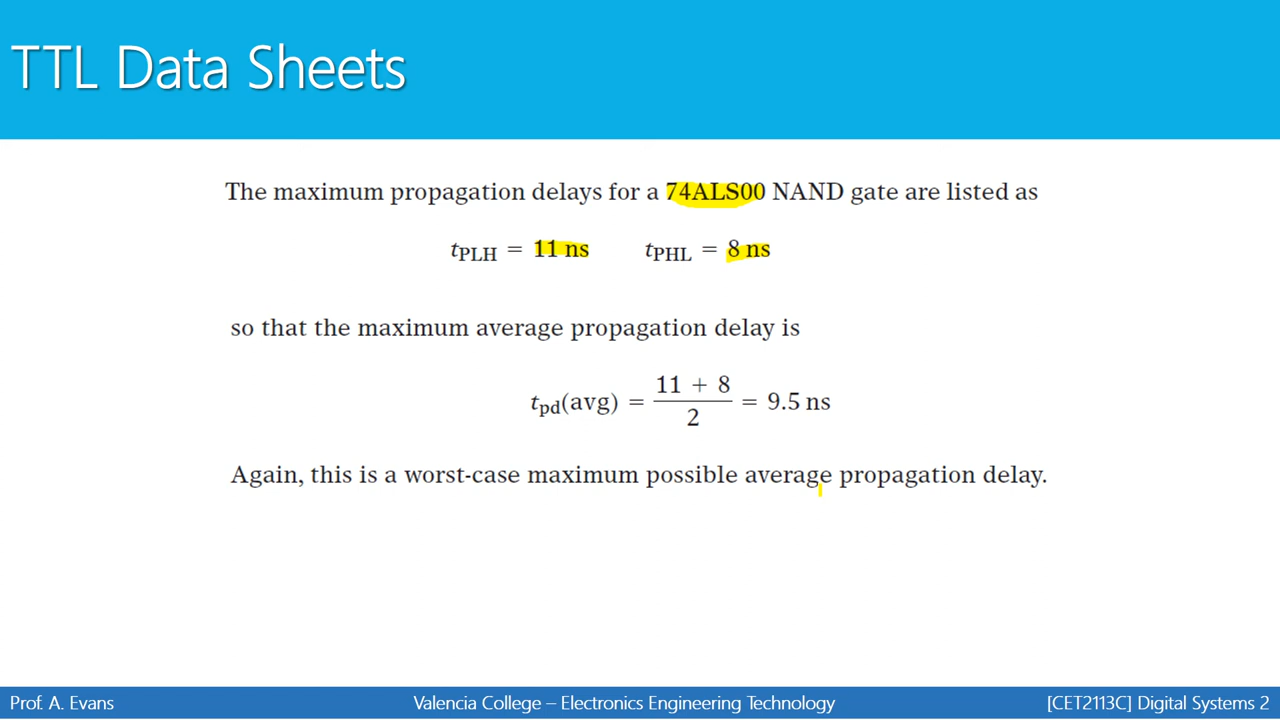 TTL Data Sheets
The maximum propagation delays for a 74ALS00 NAND gate are listed as
tPLH = 11 ns tPHL = 8 ns
so that the maximum average propagation delay is
tpd(avg) = 11 + 8 / 2 = 9.5 ns
Again, this is a worst-case maximum possible average propagation delay.
Prof. A. Evans Valencia College – Electronics Engineering Technology [CET2113C] Digital Systems 2